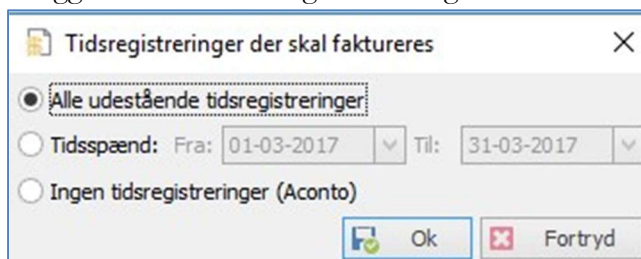 Tidsregistreringer der skal faktureres
Alle udestående tidsregistreringer
Tidsspænd: Fra: 01-03-2017 Til: 31-03-2017
Ingen tidsregistreringer (Aconto)
Ok Fortryd